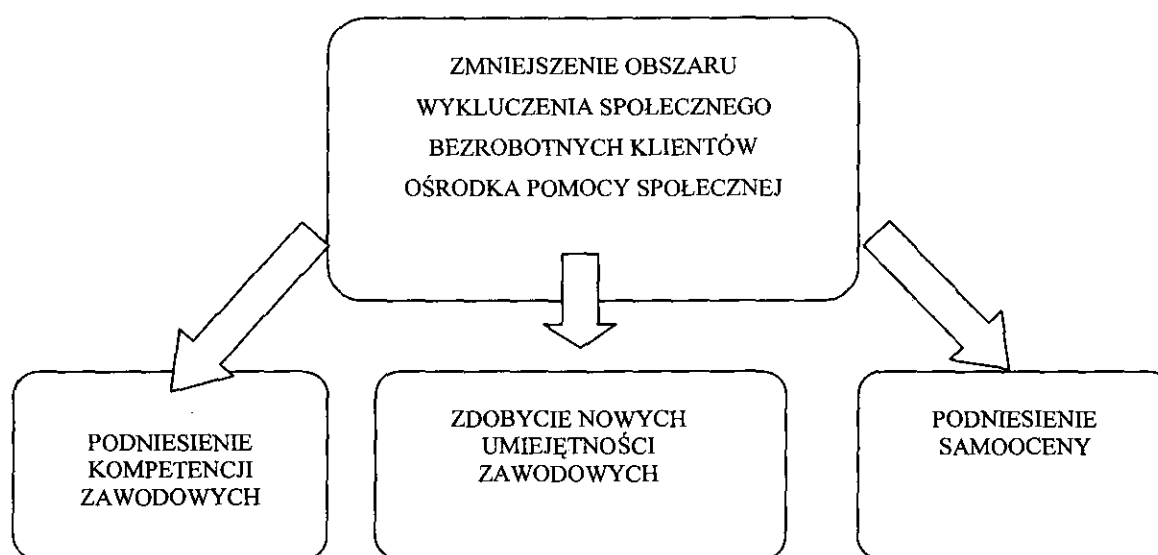 ZMNIEJSZENIE OBSZARU
WYKLUCZENIA SPOŁECZNEGO
BEZROBOTNYCH KLIENTÓW
OŚRODKA POMOCY SPOŁECZNEJ
PODNIESIENIE
KOMPETENCJI
ZAWODOWYCH
ZDOBYCIE NOWYCH
UMIEJĘTNOŚCI
ZAWODOWYCH
PODNIESIENIE
SAMOOCENY